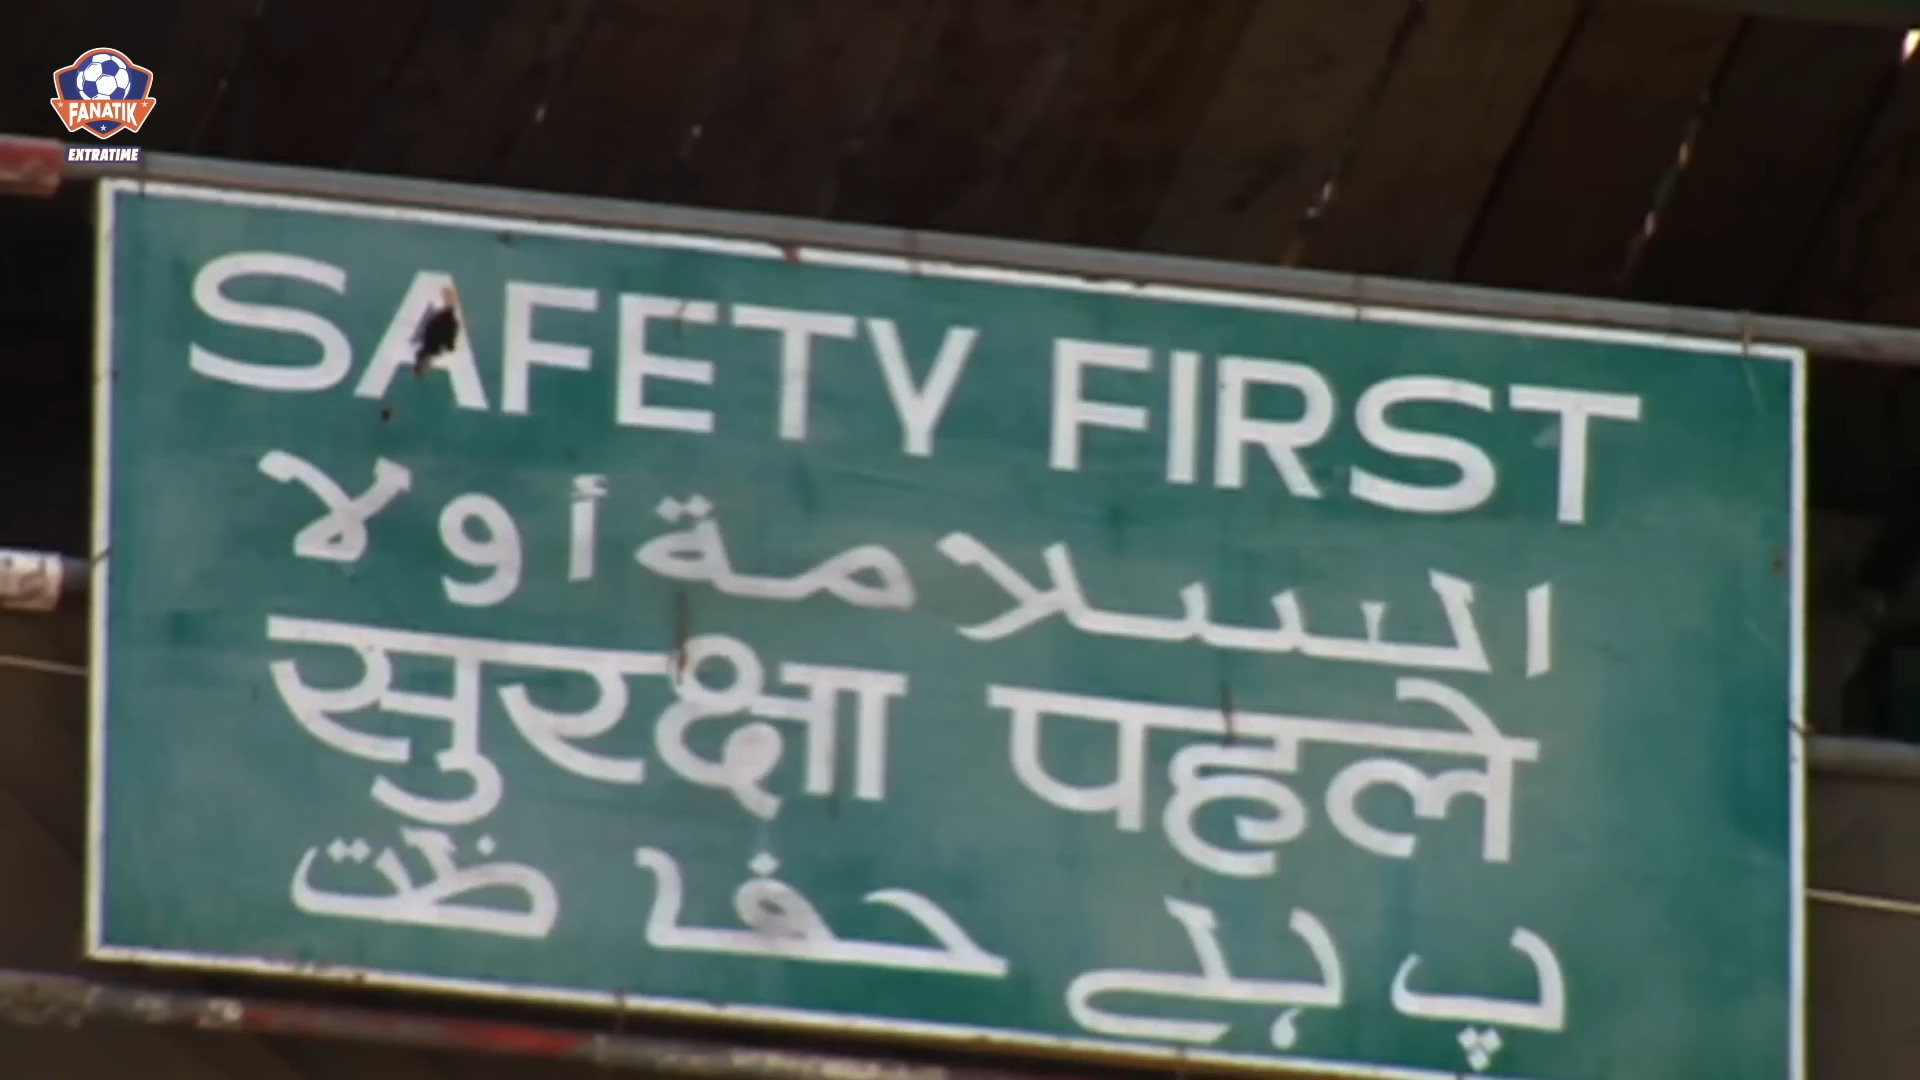 FANATIK
EXTRATIME
SAFETY FIRST
السلامة أولا
सुरक्षा पहले
پہلے حفاظت